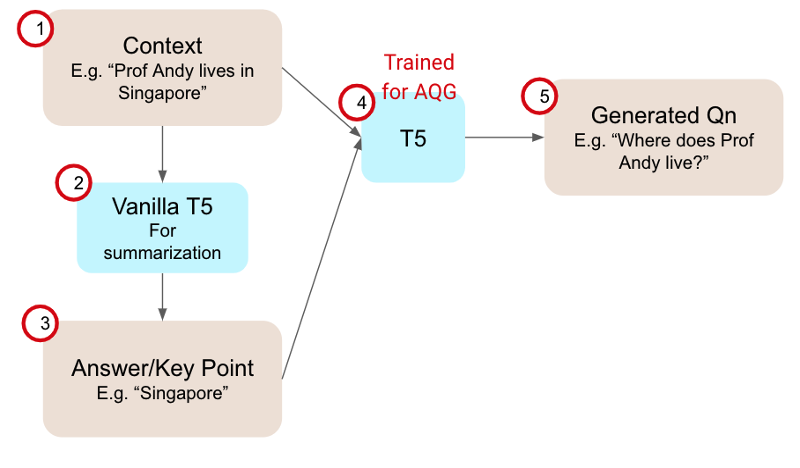 1
Context
E.g. “Prof Andy lives in
Singapore”
2
Vanilla T5
For
summarization
3
Answer/Key Point
E.g. “Singapore”
Trained
for AQG
4
T5
5
Generated Qn
E.g. “Where does Prof
Andy live?”